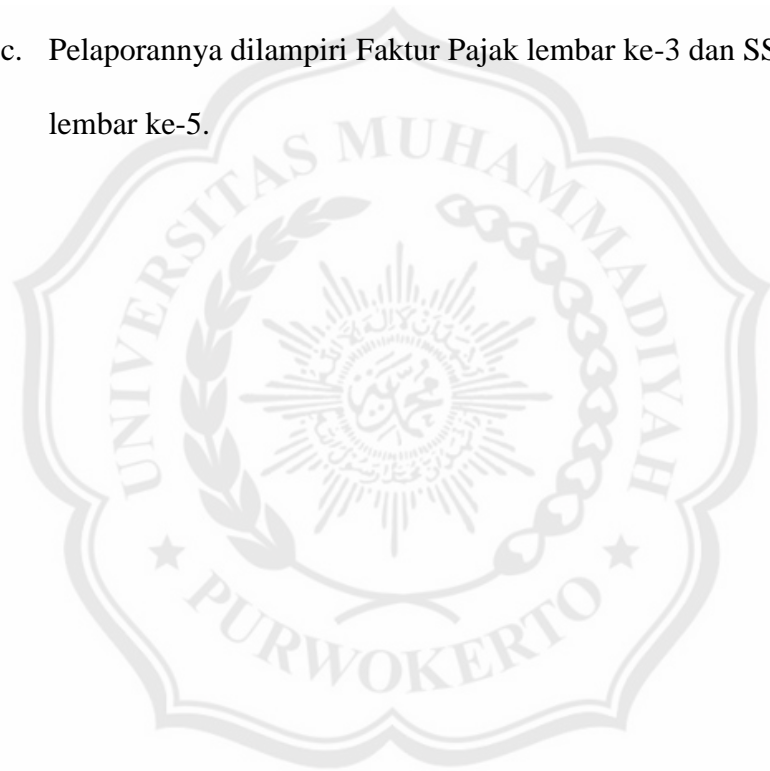 c. Pelaporannya dilampiri Faktur Pajak lembar ke-3 dan SS
lembar ke-5.
UNIVERSITAS MUHAMMADIYAH
PURWOKERTO